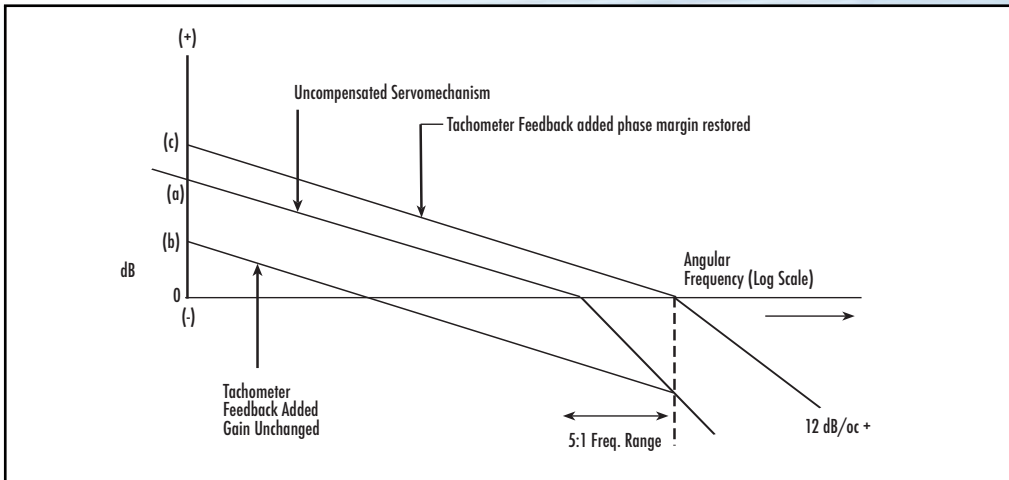 (+)
Uncompensated Servomechanism
Tachometer Feedback added phase margin restored
(c)
(a)
(b)
Angular
Frequency (Log Scale)
dB
0
(-)
Tachometer
Feedback Added
Gain Unchanged
12 dB/oc +
5:1 Freq. Range